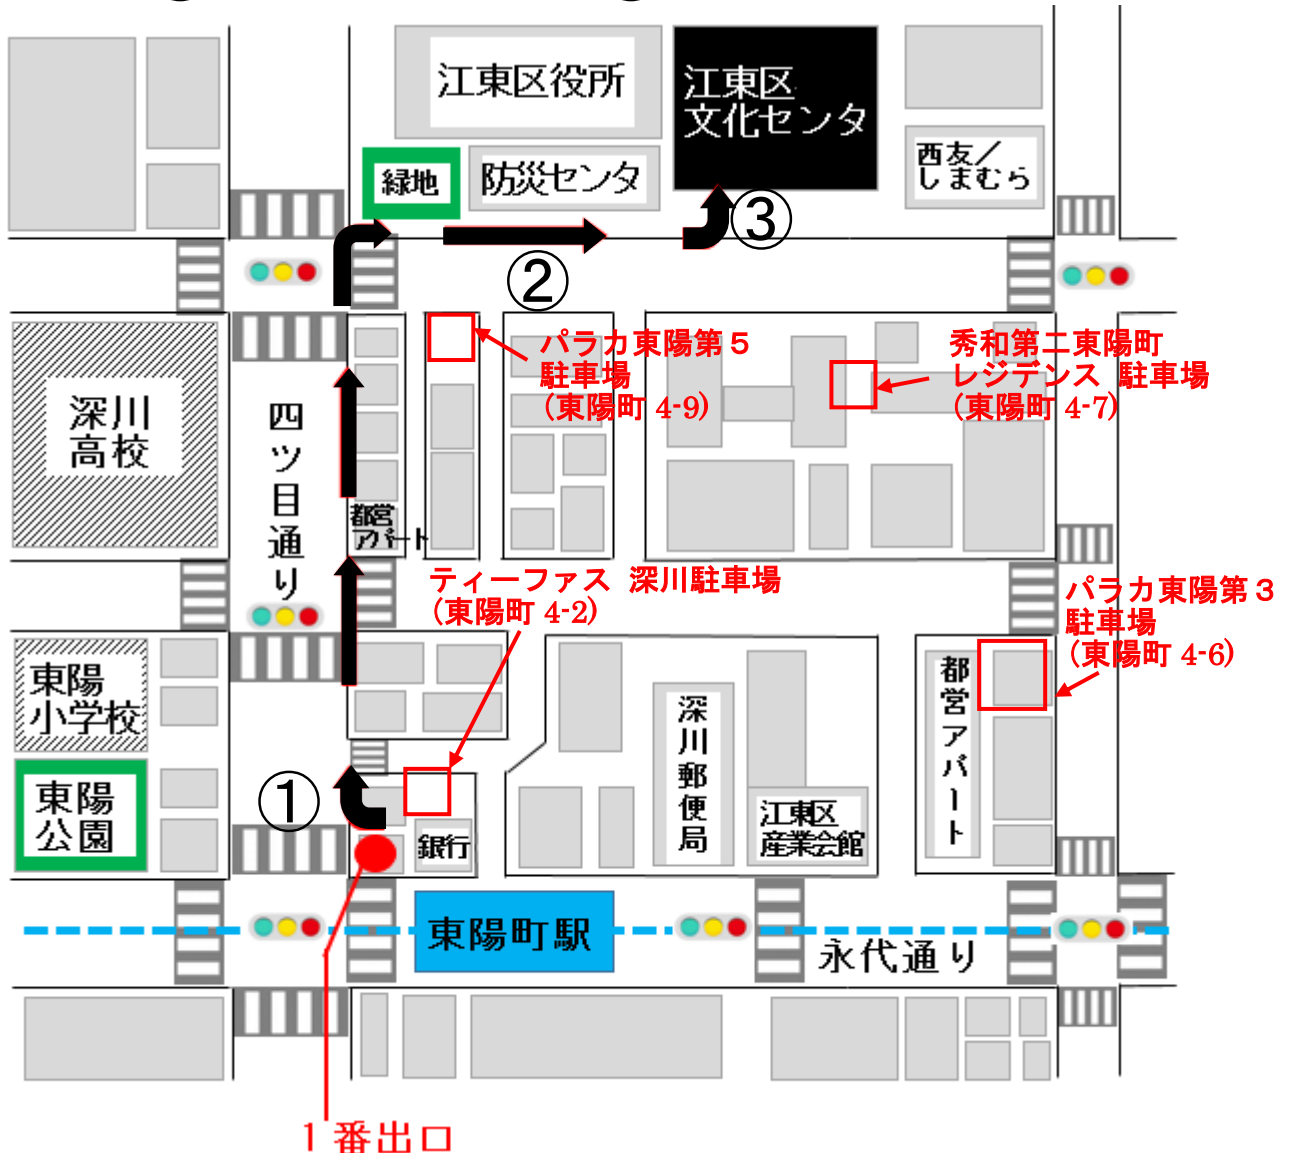 江東区役所
江東区
文化センタ
西友／
しまむら
緑地
防災センタ
③
②
パラカ東陽第５
駐車場
(東陽町 4-9)
秀和第二東陽町
レジデンス 駐車場
(東陽町 4-7)
深川
高校
四ツ目通り
都営
アパート
ティーファス 深川駐車場
(東陽町 4-2)
パラカ東陽第３
駐車場
(東陽町 4-6)
東陽
小学校
都営アパート
深川郵便局
東陽
公園
①
銀行
江東区
産業会館
東陽町駅
永代通り
１番出口